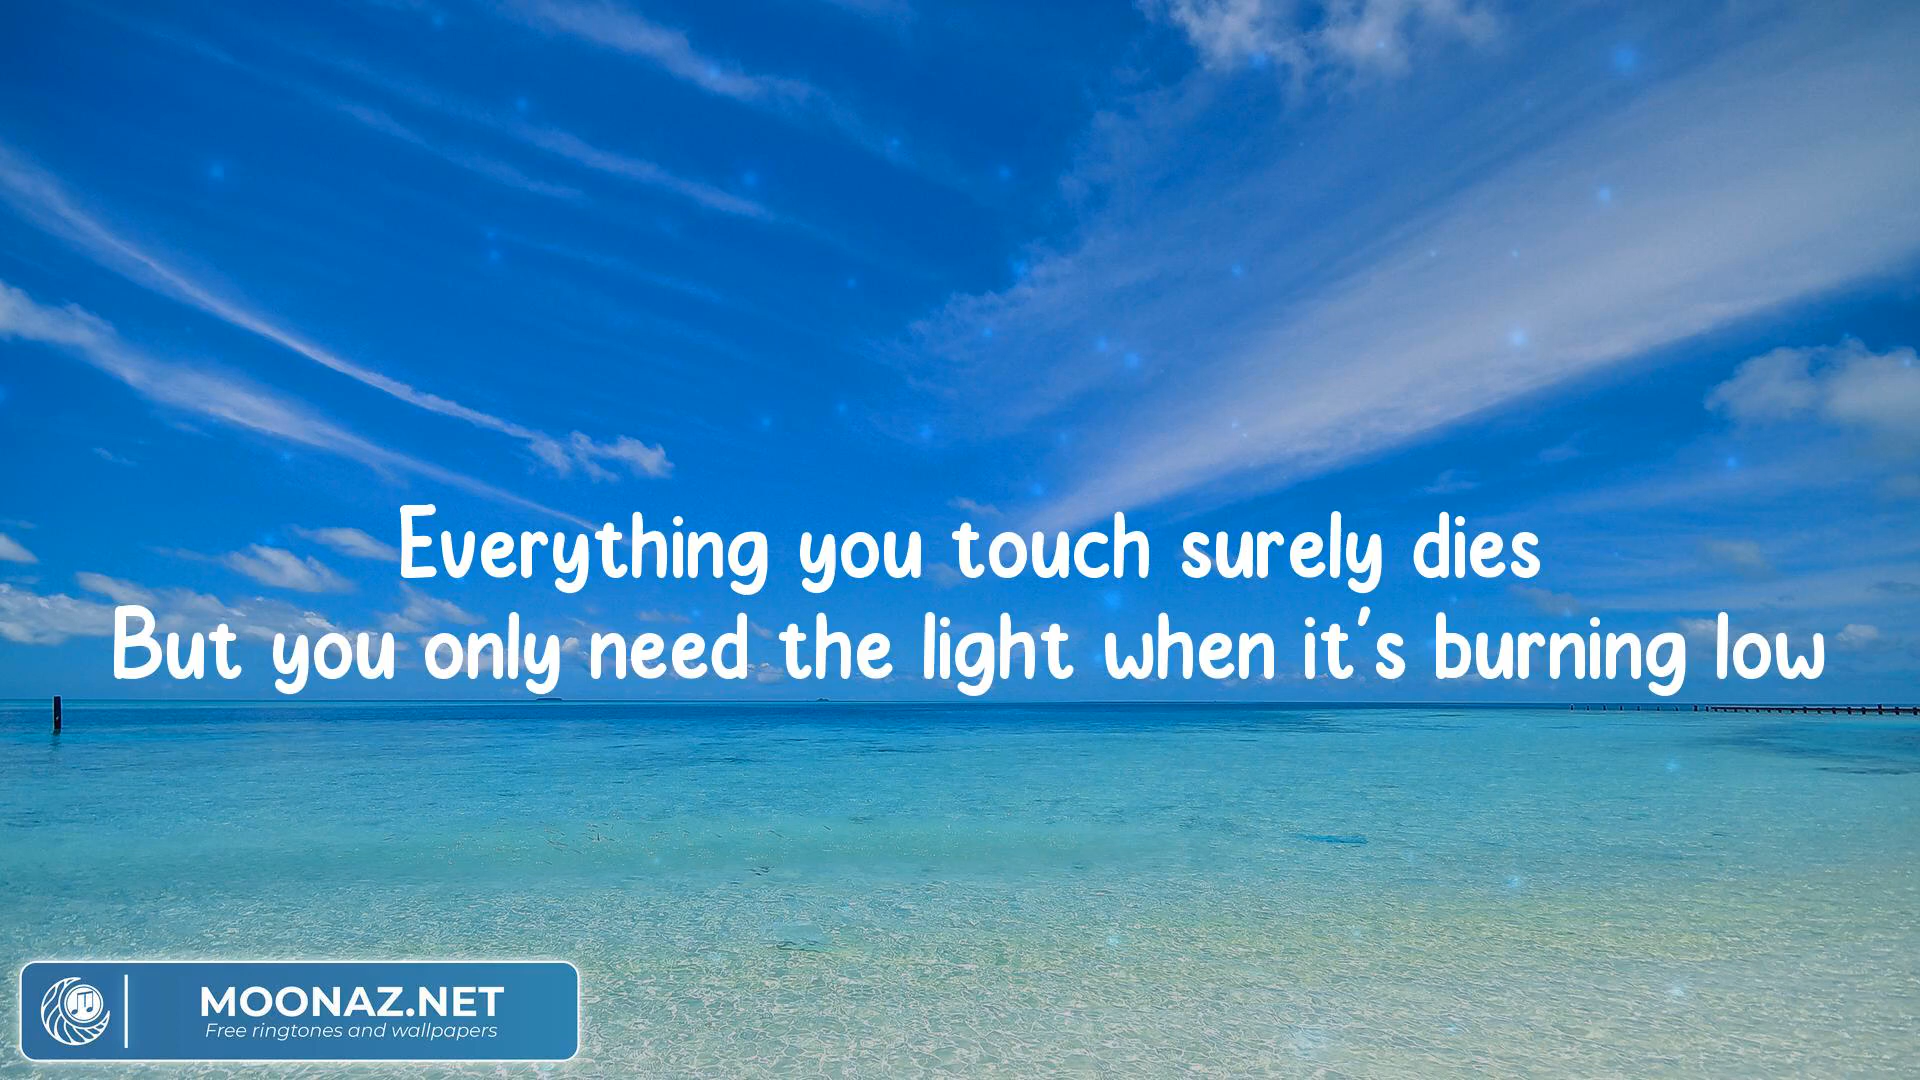 Everything you touch surely dies
But you only need the light when it's burning low
MOONAZ.NET
Free ringtones and wallpapers